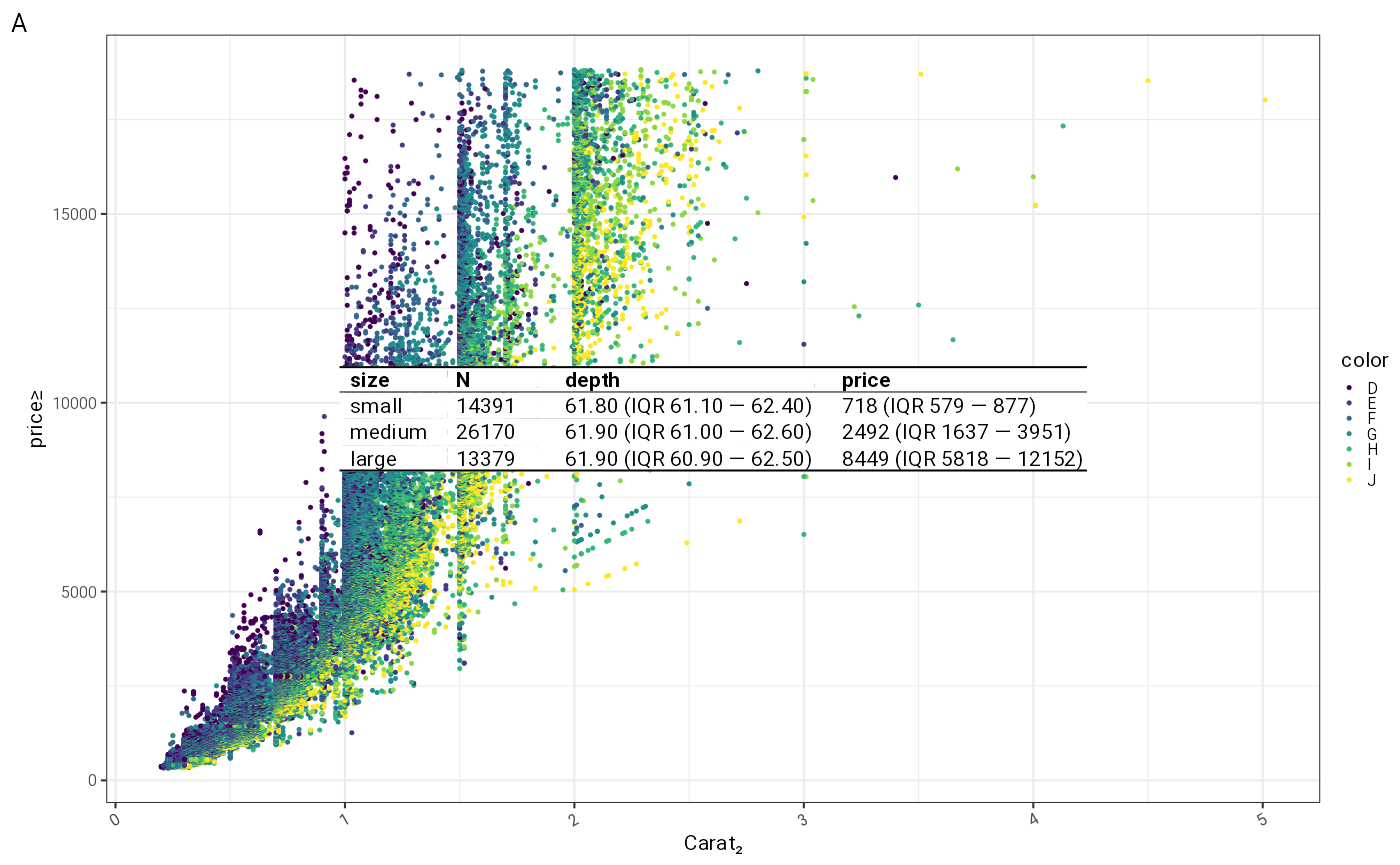 A
price≥
15000
10000
5000
0
size N depth price
small 14391 61.80 (IQR 61.10 – 62.40) 718 (IQR 579 – 877)
medium 26170 61.90 (IQR 61.00 – 62.60) 2492 (IQR 1637 – 3951)
large 13379 61.90 (IQR 60.90 – 62.50) 8449 (IQR 5818 – 12152)
0 1 2 3 4 5
Carat₂
color
D
E
F
G
H
I
J